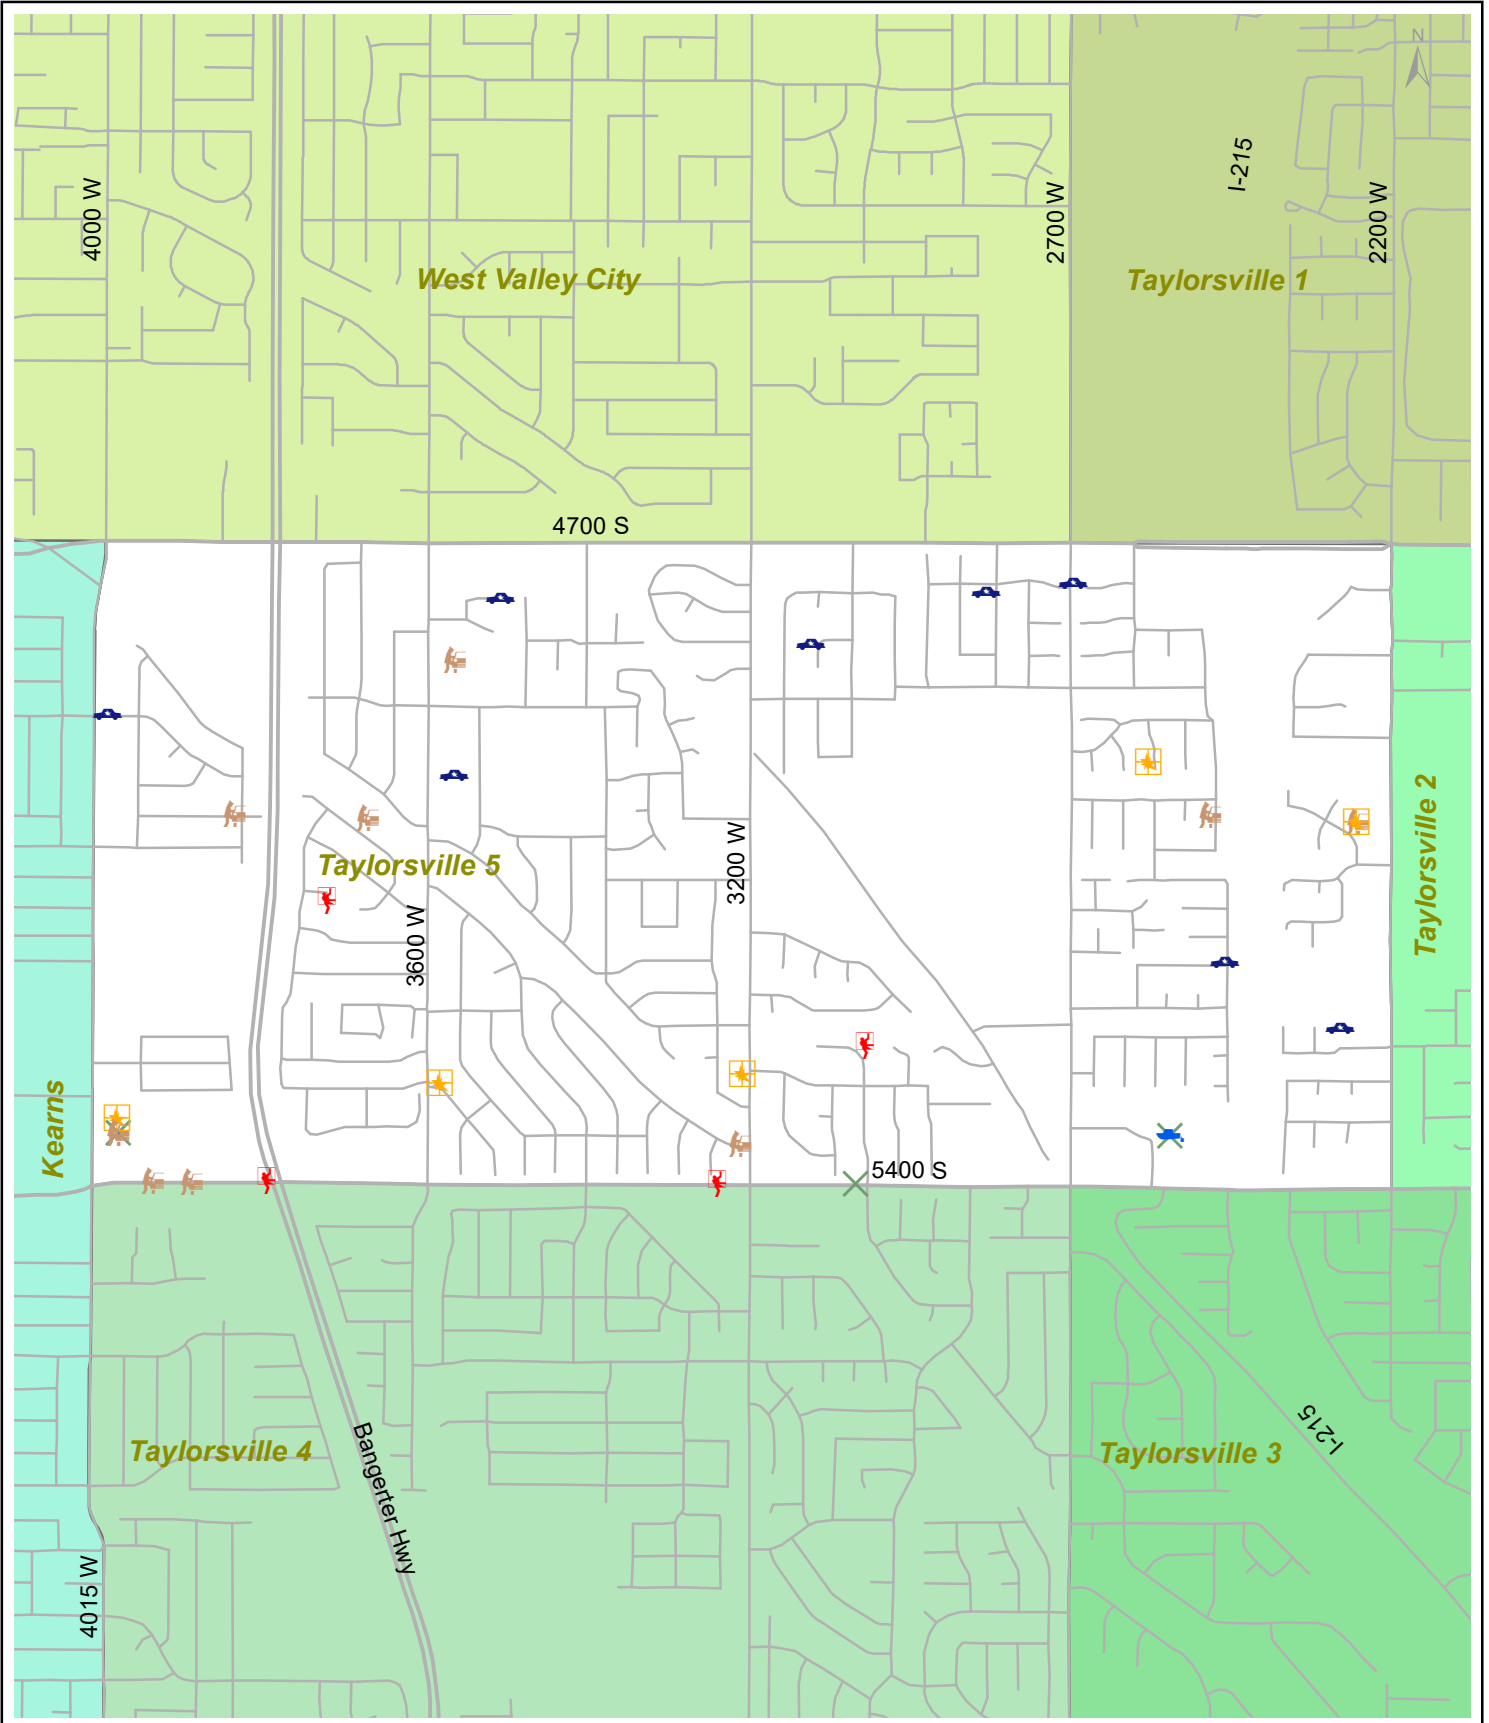 N
I-215
4000 W
2700 W
2200 W
West Valley City
Taylorsville 1
4700 S
Taylorsville 2
3200 W
Taylorsville 5
3600 W
Kearns
5400 S
I-215
Taylorsville 4
Bangerter Hwy
Taylorsville 3
4015 W